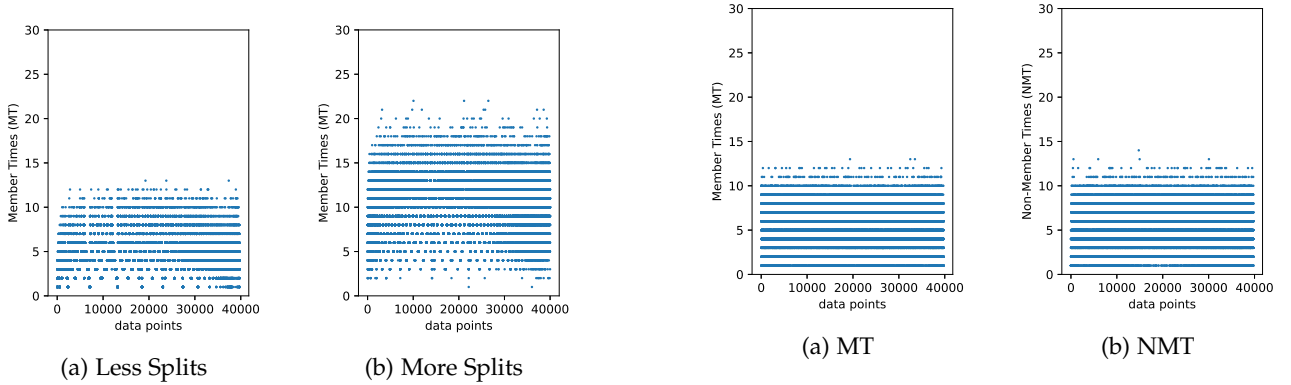 30
25
20
15
10
5
0
Member Times (MT)
0 10000 20000 30000 40000
data points
(a) Less Splits
30
25
20
15
10
5
0
Member Times (MT)
0 10000 20000 30000 40000
data points
(b) More Splits
30
25
20
15
10
5
0
Member Times (MT)
0 10000 20000 30000 40000
data points
(a) MT
30
25
20
15
10
5
0
Non-Member Times (NMT)
0 10000 20000 30000 40000
data points
(b) NMT